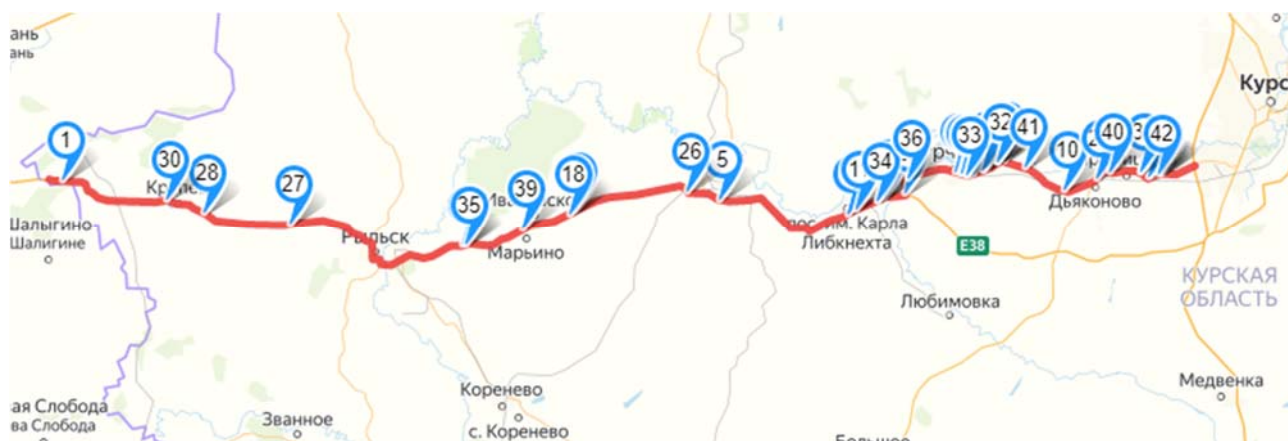 ань
ань
Курс
1
30
28
27
35
39
18
26
5
1
34
36
33
32
41
10
40
42
Рыльск
Марьино
пос. им. Карла
Либкнехта
Дьяконово
E38
Шалыгино
Шалигине
КУРСКАЯ
ОБЛАСТЬ
Любимовка
Коренево
с. Коренево
Званное
Медвенка
ая Слобода
ва Слобода
Большое